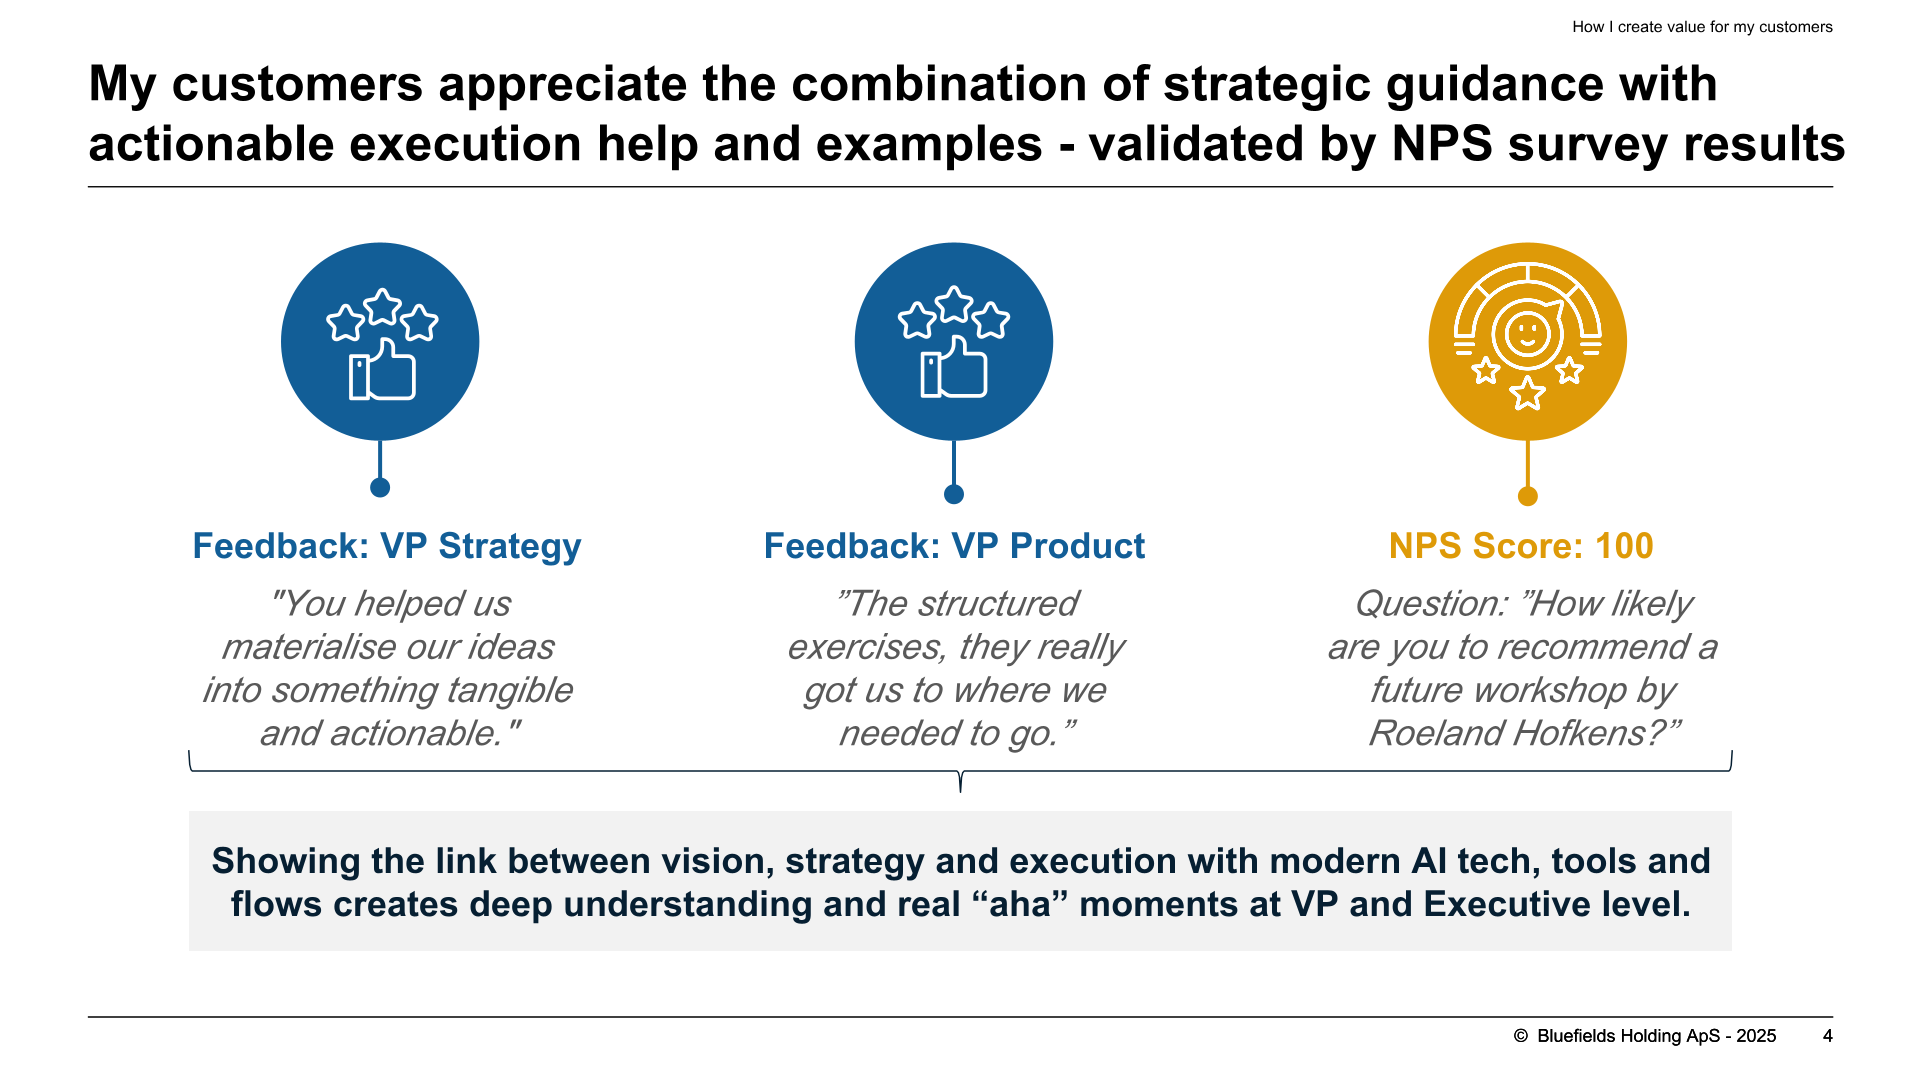 How I create value for my customers
My customers appreciate the combination of strategic guidance with
actionable execution help and examples - validated by NPS survey results
Feedback: VP Strategy
"You helped us
materialise our ideas
into something tangible
and actionable."
Feedback: VP Product
”The structured
exercises, they really
got us to where we
needed to go.”
NPS Score: 100
Question: ”How likely
are you to recommend a
future workshop by
Roeland Hofkens?”
Showing the link between vision, strategy and execution with modern AI tech, tools and
flows creates deep understanding and real “aha” moments at VP and Executive level.
© Bluefields Holding ApS - 2025 4